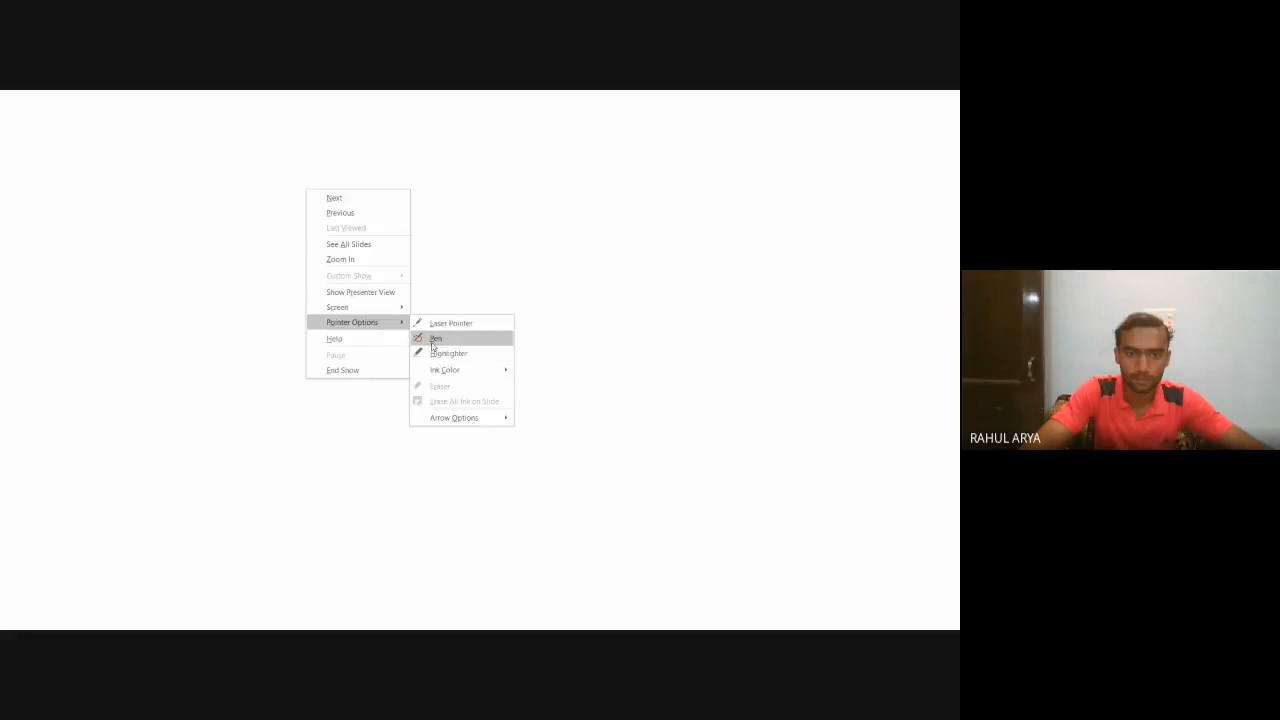 Next
Previous
Last Viewed
See All Slides
Zoom In
Custom Show
Show Presenter View
Screen
Pointer Options
Help
Pause
End Show
Laser Pointer
Pen
Highlighter
Ink Color
Eraser
Erase All Ink on Slide
Arrow Options
RAHUL ARYA